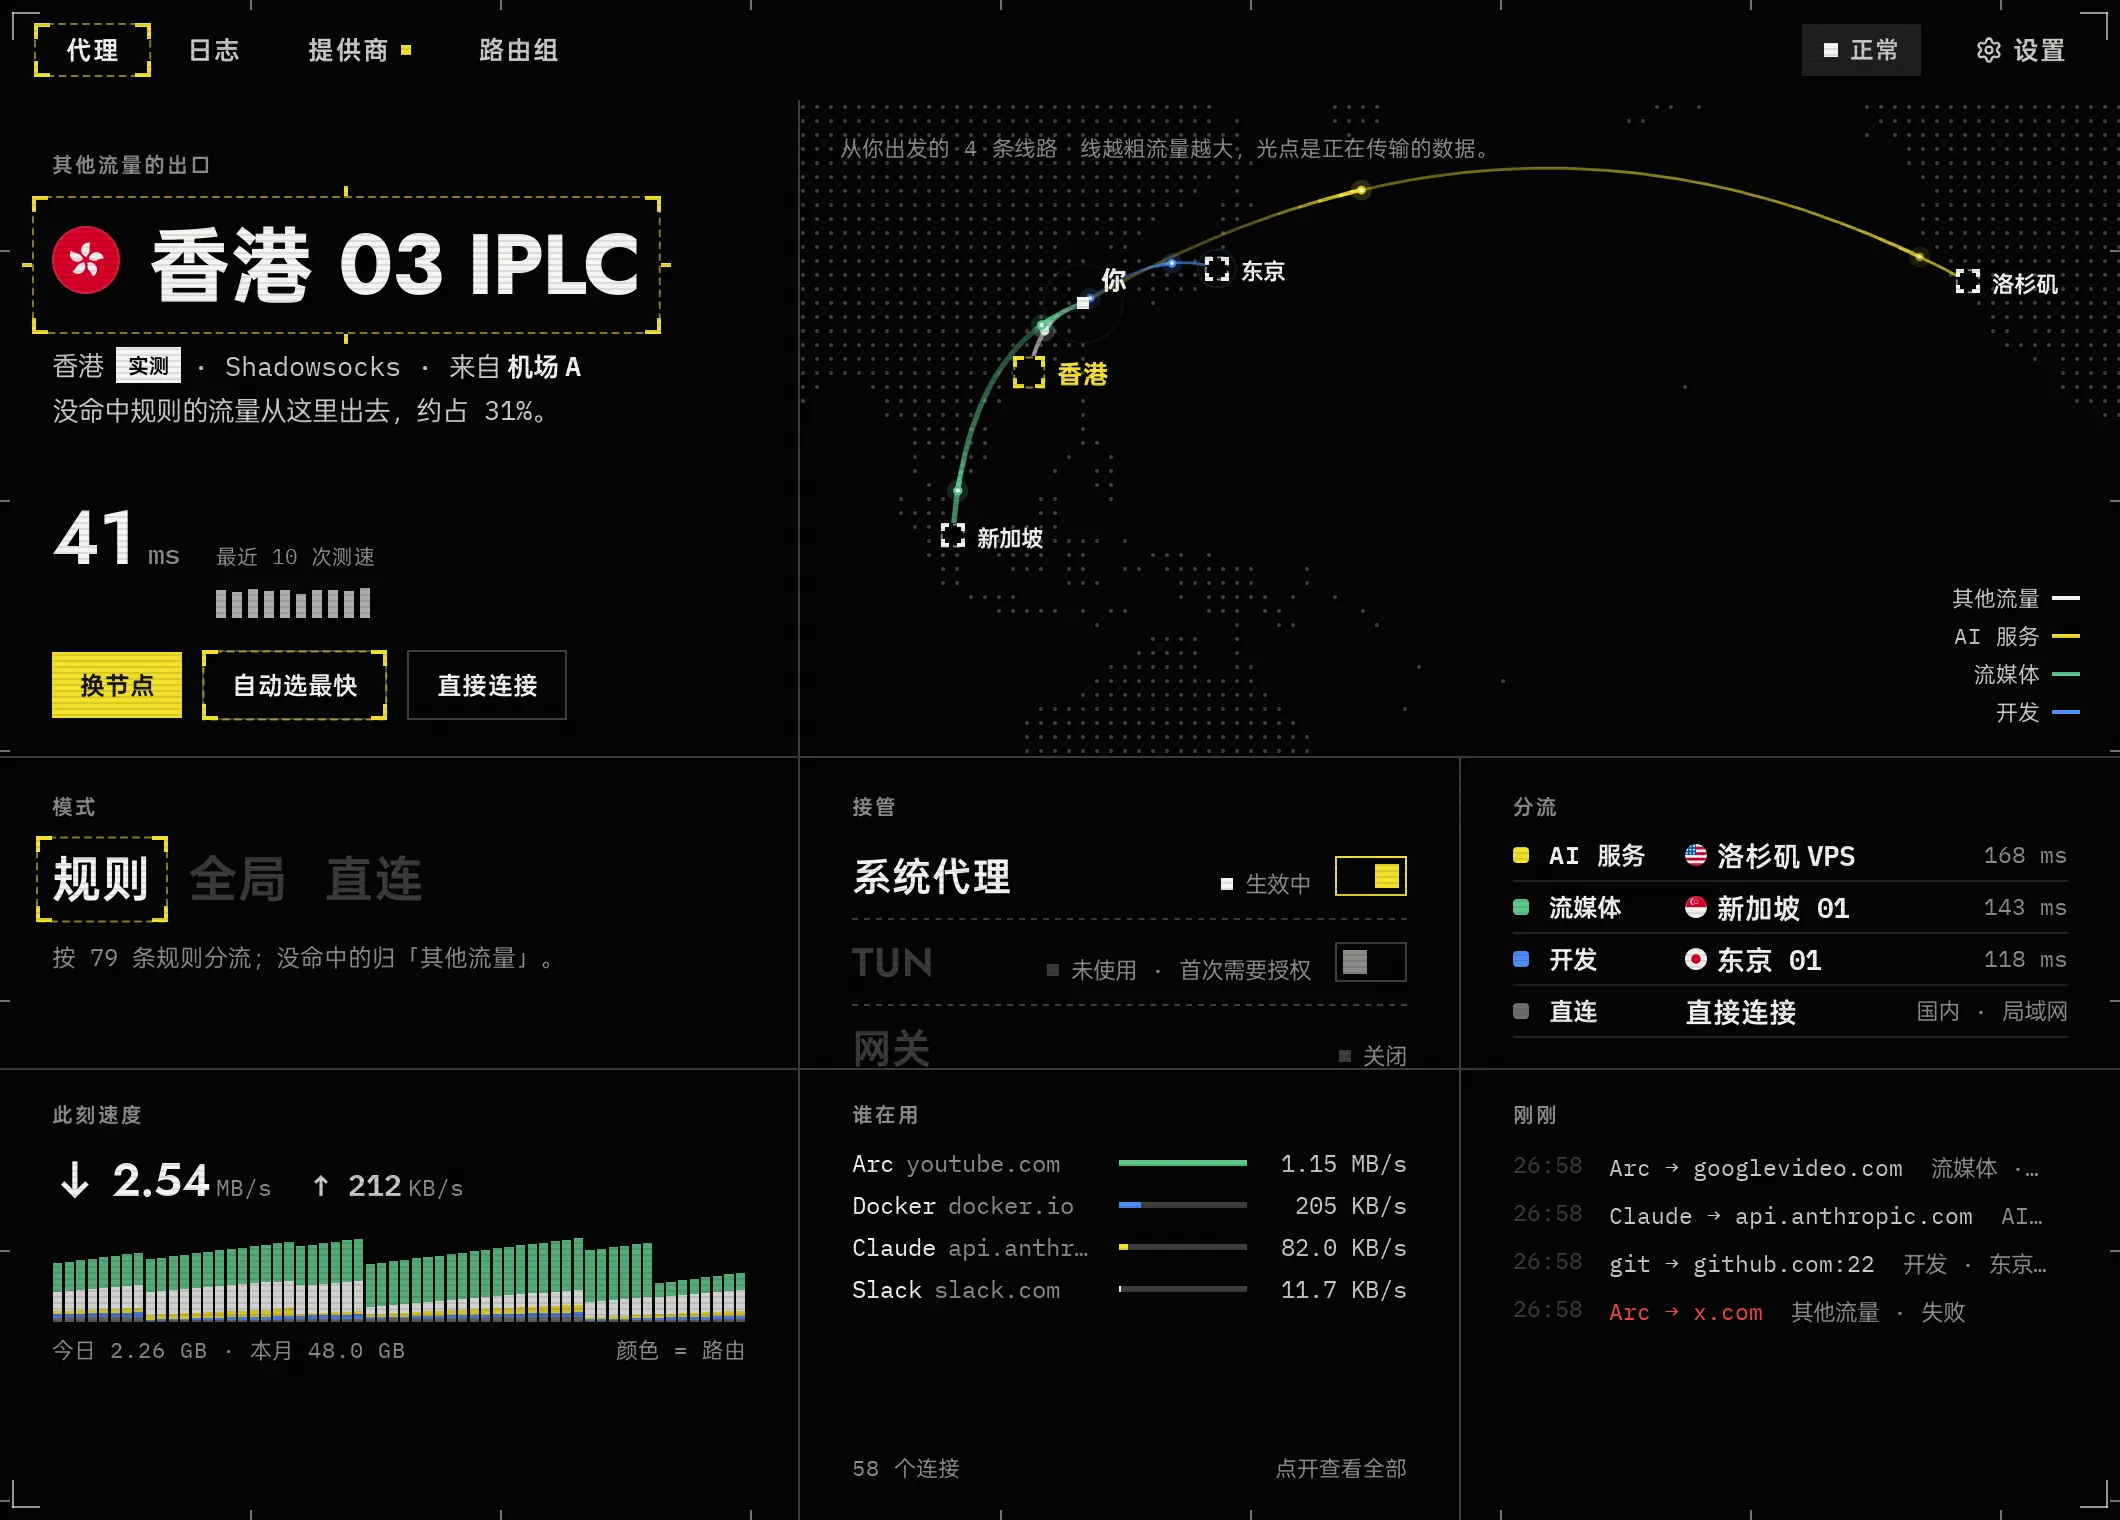 代理 日志 提供商 路由组 正常 设置
其他流量的出口
香港 03 IPLC
香港 实测 · Shadowsocks · 来自 机场 A
没命中规则的流量从这里出去，约占 31%。
41 ms 最近 10 次测速
换节点 自动选最快 直接连接
从你出发的 4 条线路 线越粗流量越大，光点是正在传输的数据。
你
东京
洛杉矶
香港
新加坡
其他流量
AI 服务
流媒体
开发
模式
规则 全局 直连
按 79 条规则分流；没命中的归「其他流量」。
接管
系统代理 生效中
TUN 未使用 · 首次需要授权
网关 关闭
分流
AI 服务 洛杉矶 VPS 168 ms
流媒体 新加坡 01 143 ms
开发 东京 01 118 ms
直连 直接连接 国内 · 局域网
此刻速度
↓ 2.54 MB/s ↑ 212 KB/s
今日 2.26 GB · 本月 48.0 GB 颜色 = 路由
谁在用
Arc youtube.com 1.15 MB/s
Docker docker.io 205 KB/s
Claude api.anthr… 82.0 KB/s
Slack slack.com 11.7 KB/s
58 个连接 点开查看全部
刚刚
26:58 Arc → googlevideo.com 流媒体 ·…
26:58 Claude → api.anthropic.com AI…
26:58 git → github.com:22 开发 · 东京…
26:58 Arc → x.com 其他流量 · 失败